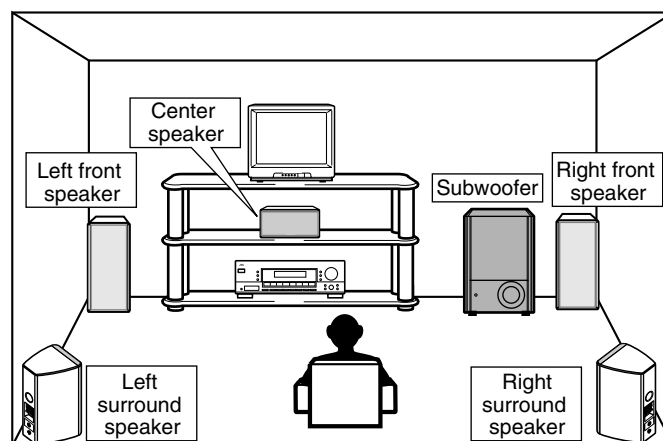 Center
speaker
Left front
speaker
Subwoofer
Right front
speaker
Left
surround
speaker
Right
surround
speaker